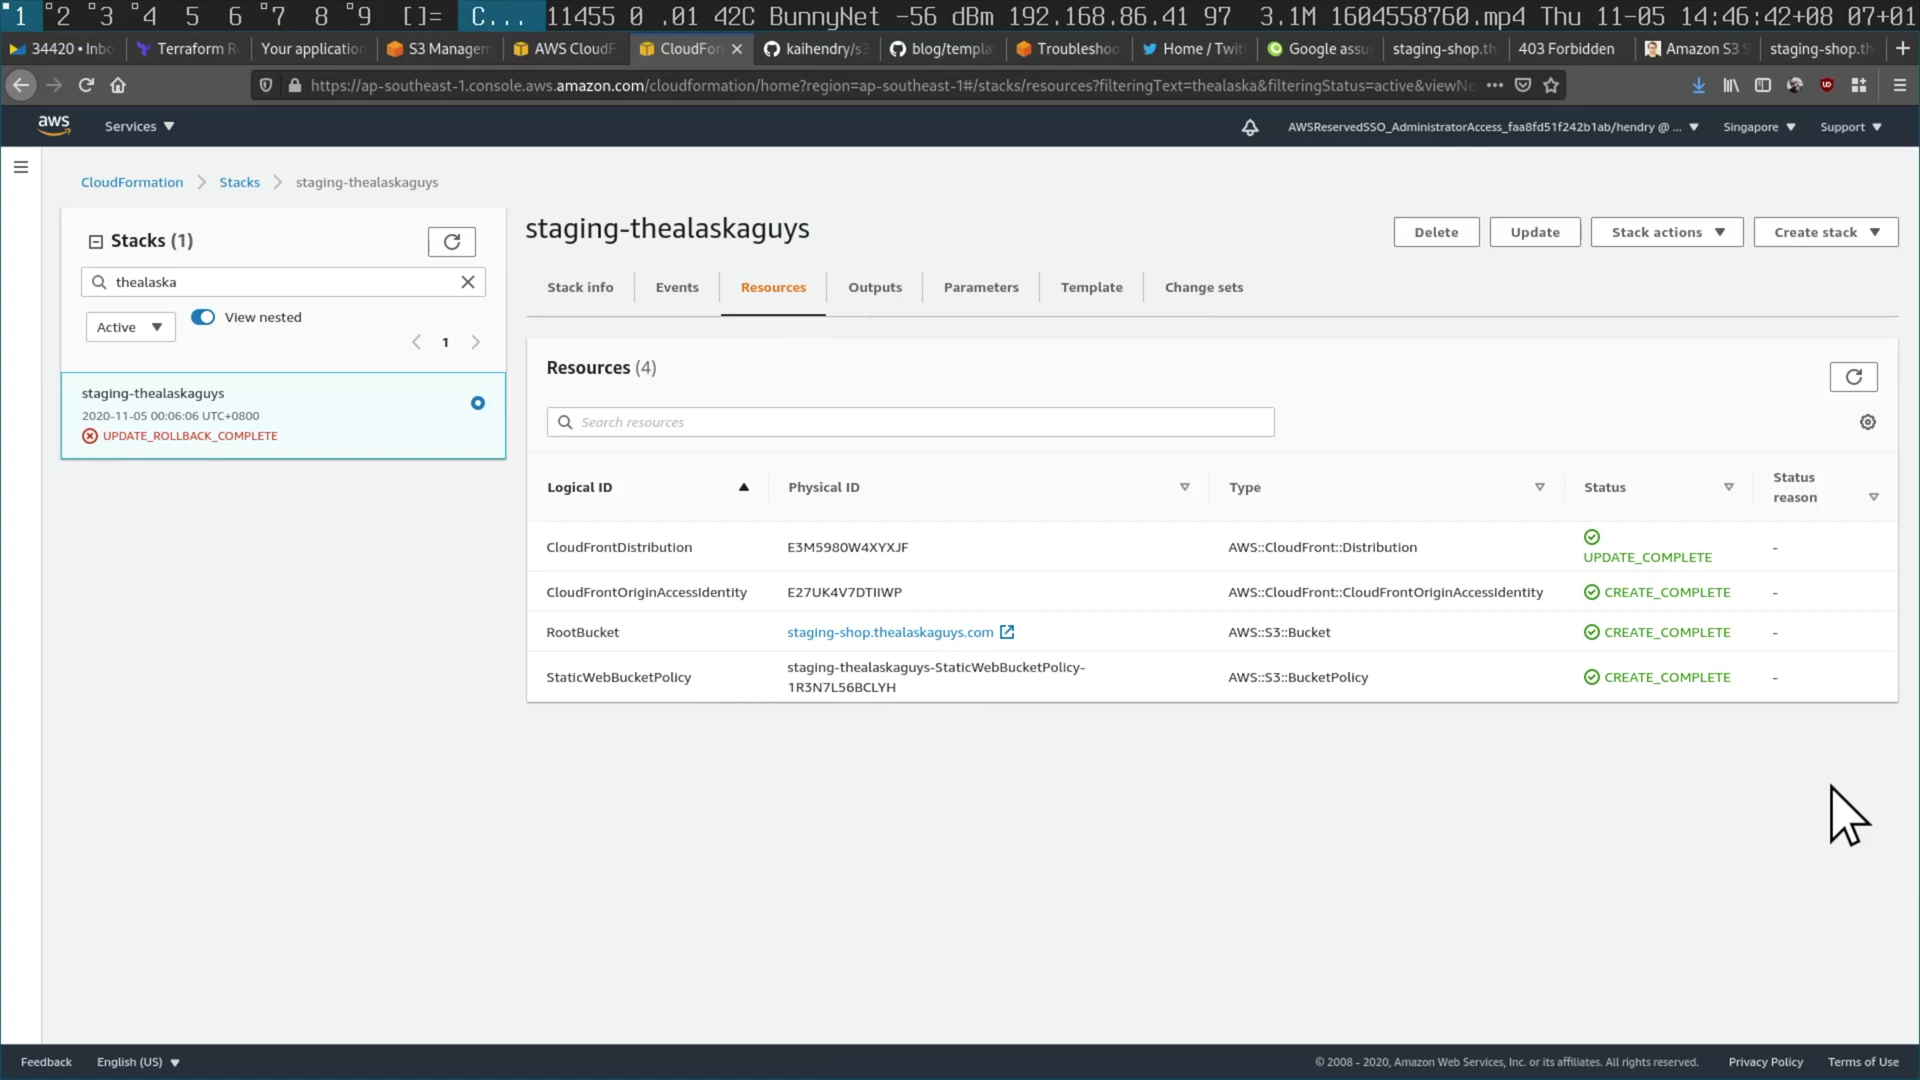 1 2 3 4 5 6 7 8 9 []= C... 11455 0 .01 42C BunnyNet -56 dBm 192.168.86.41 97 3.1M 1604558760.mp4 Thu 11-05 14:46:42+08 07+01
34420 • Inbo Terraform R Your application S3 Managem AWS CloudF CloudFor kaihendry/s3 blog/templa Troubleshoo Home / Twit Google assu staging-shop.th 403 Forbidden Amazon S3 S staging-shop.th
https://ap-southeast-1.console.aws.amazon.com/cloudformation/home?region=ap-southeast-1#/stacks/resources?filteringText=thealaska&filteringStatus=active&viewNe
aws Services AWSReservedSSO_AdministratorAccess_faa8fd51f242b1ab/hendry @ ... Singapore Support
CloudFormation Stacks staging-thealaskaguys
Stacks (1)
thealaska
Active View nested
1
staging-thealaskaguys
2020-11-05 00:06:06 UTC+0800
UPDATE_ROLLBACK_COMPLETE
staging-thealaskaguys
Delete Update Stack actions Create stack
Stack info Events Resources Outputs Parameters Template Change sets
Resources (4)
Search resources
Logical ID Physical ID Type Status Status reason
CloudFrontDistribution E3M5980W4XYXJF AWS::CloudFront::Distribution UPDATE_COMPLETE -
CloudFrontOriginAccessIdentity E27UK4V7DTIIWP AWS::CloudFront::CloudFrontOriginAccessIdentity CREATE_COMPLETE -
RootBucket staging-shop.thealaskaguys.com AWS::S3::Bucket CREATE_COMPLETE -
StaticWebBucketPolicy staging-thealaskaguys-StaticWebBucketPolicy-1R3N7L56BCLYH AWS::S3::BucketPolicy CREATE_COMPLETE -
Feedback English (US) © 2008 - 2020, Amazon Web Services, Inc. or its affiliates. All rights reserved. Privacy Policy Terms of Use